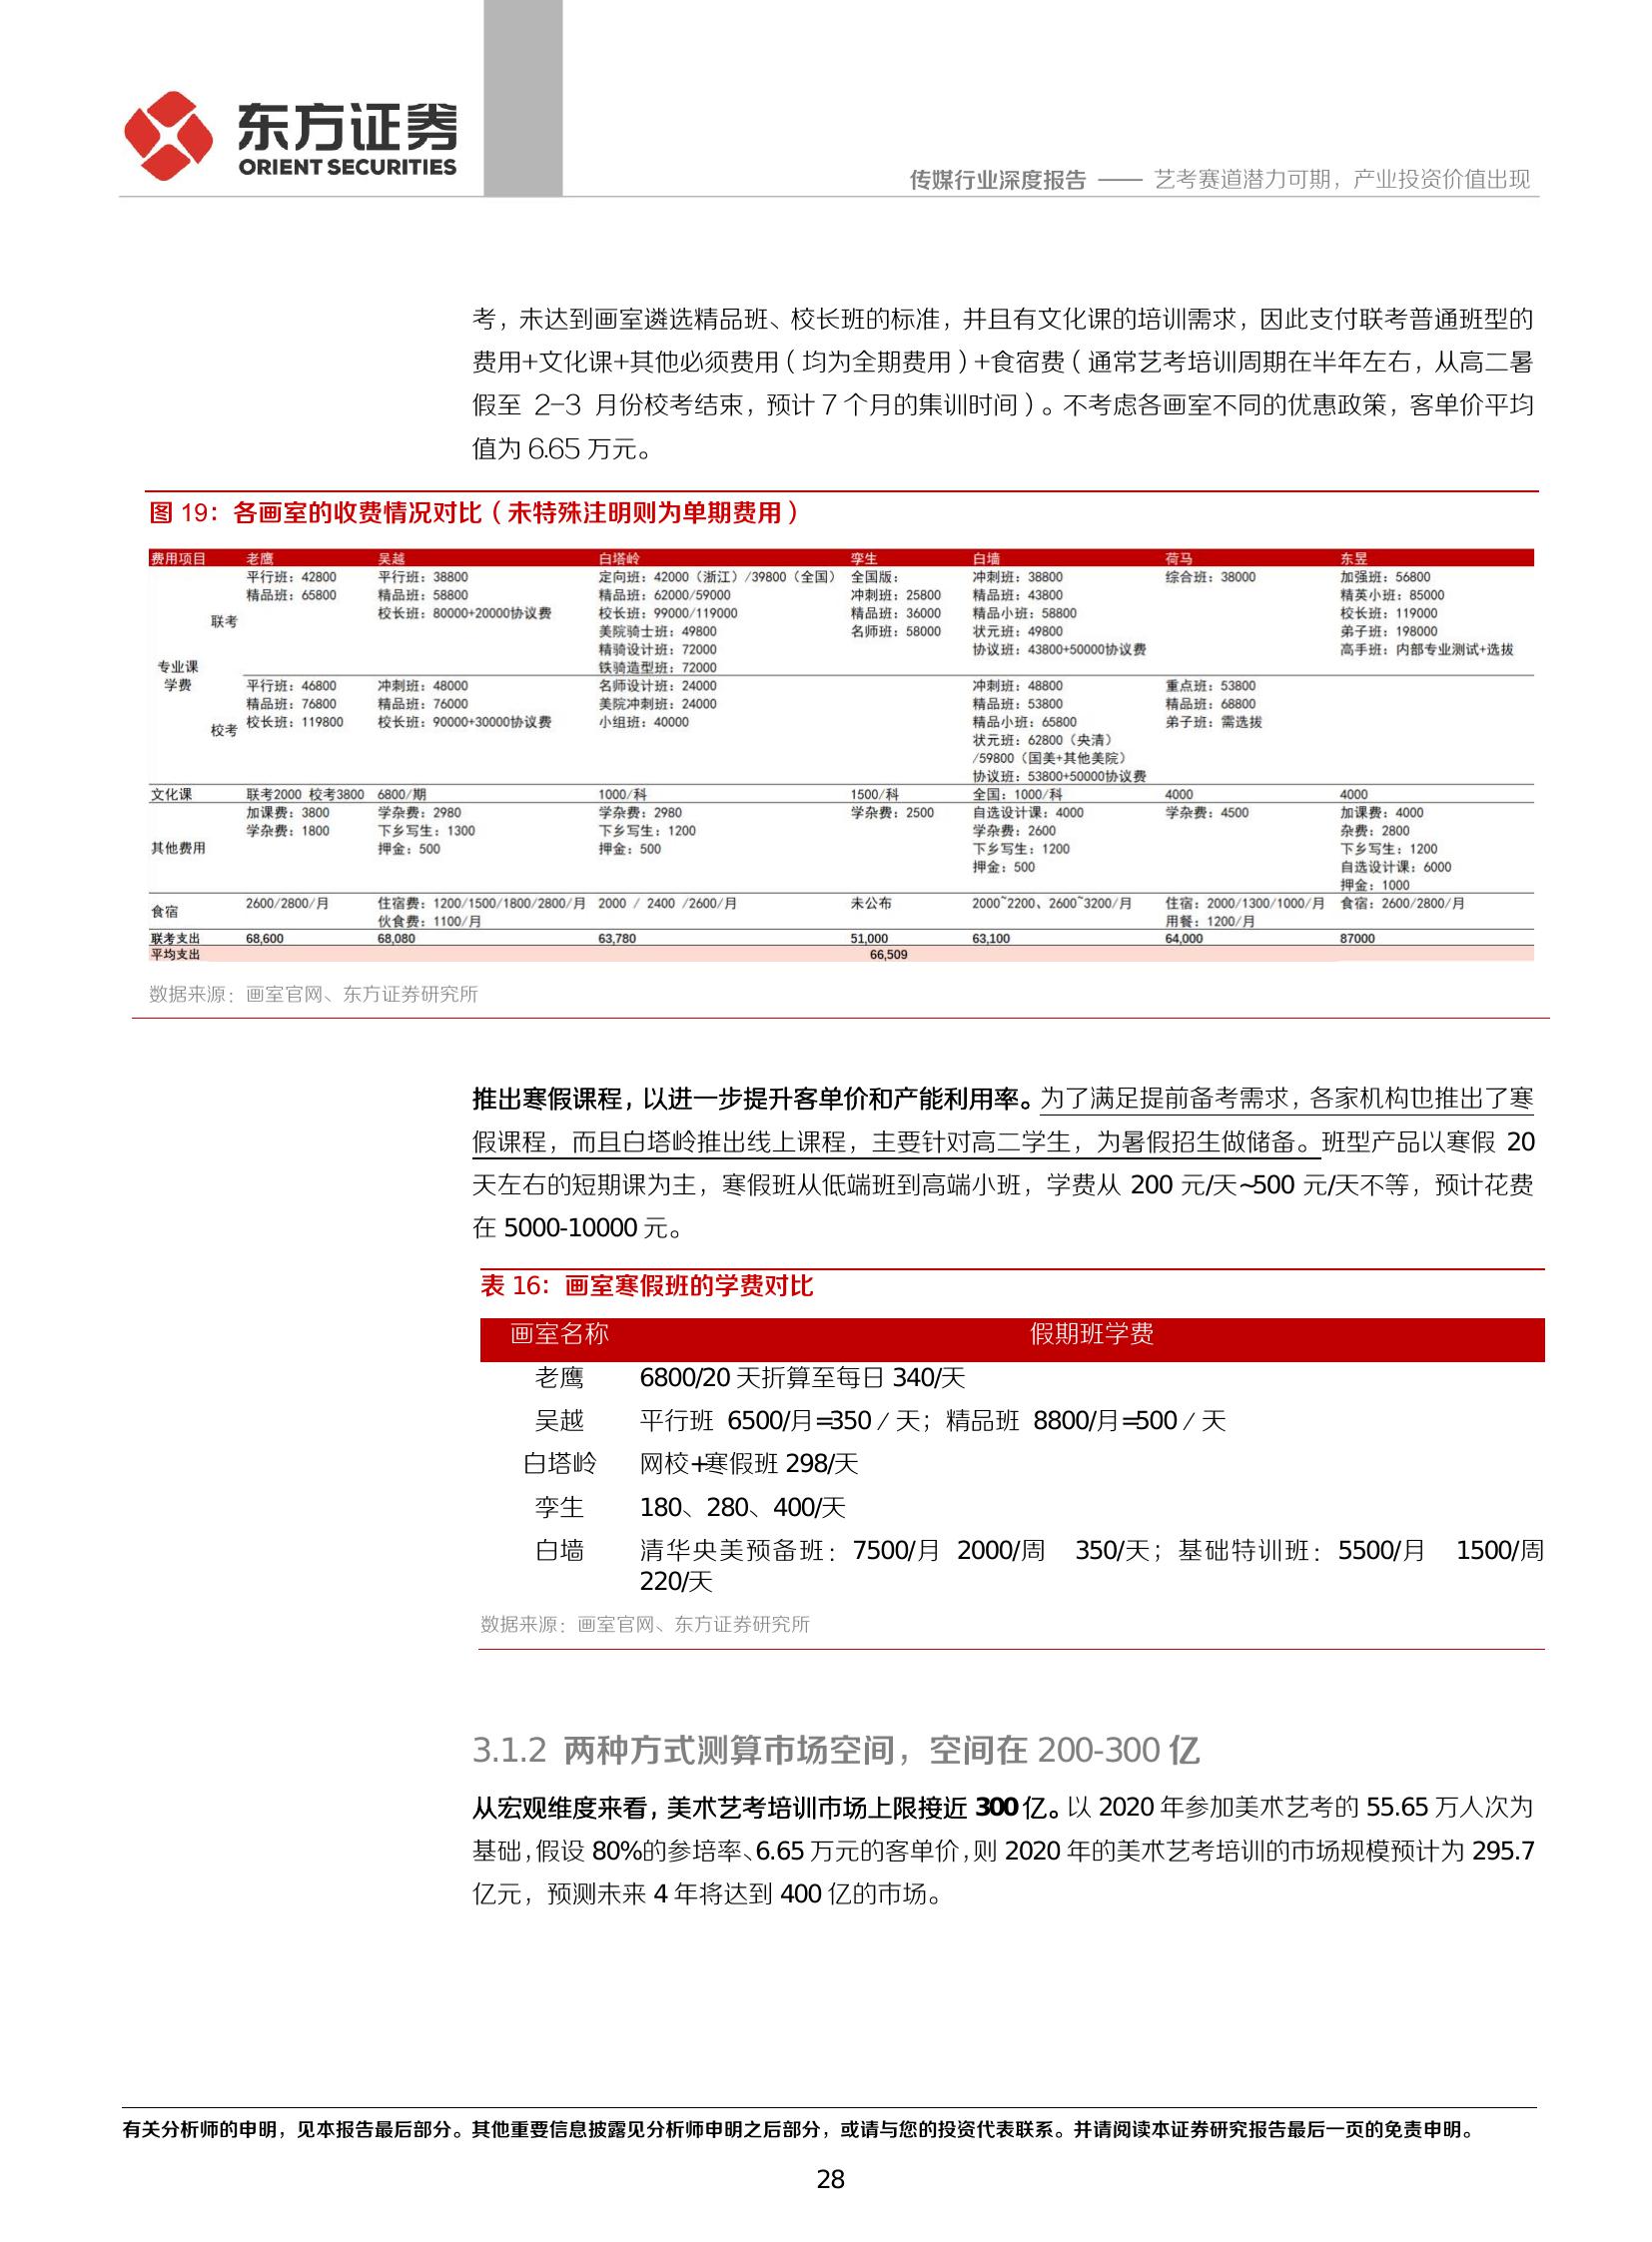 东方证券
ORIENT SECURITIES
传媒行业深度报告 —— 艺考赛道潜力可期，产业投资价值出现
考，未达到画室遴选精品班、校长班的标准，并且有文化课的培训需求，因此支付联考普通班型的
费用+文化课+其他必须费用（均为全期费用）+食宿费（通常艺考培训周期在半年左右，从高二暑
假至 2-3 月份校考结束，预计 7 个月的集训时间）。不考虑各画室不同的优惠政策，客单价平均
值为 6.65 万元。
图 19：各画室的收费情况对比（未特殊注明则为单期费用）
费用项目 老鹰 吴越 白塔岭 孪生 白墙 荷马 东昱
平行班：42800 平行班：38800 定向班：42000（浙江）/39800（全国） 全国版： 冲刺班：38800 综合班：38000 加强班：56800
精品班：65800 精品班：58800 精品班：62000/59000 冲刺班：25800 精品班：43800 精英小班：85000
联考 校长班：80000+20000协议费 校长班：99000/119000 精品班：36000 精品小班：58800 校长班：119000
美院骑士班：49800 名师班：58000 状元班：49800 弟子班：198000
精骑设计班：72000 协议班：43800+50000协议费 高手班：内部专业测试+选拔
专业课 铁骑造型班：72000
学费 平行班：46800 冲刺班：48000 名师设计班：24000 冲刺班：48800 重点班：53800
精品班：76800 精品班：76000 美院冲刺班：24000 精品班：53800 精品班：68800
校考 校长班：119800 校长班：90000+30000协议费 小组班：40000 精品小班：65800 弟子班：需选拔
状元班：62800（央清）
/59800（国美+其他美院）
协议班：53800+50000协议费
文化课 联考2000 校考3800 6800/期 1000/科 1500/科 全国：1000/科 4000 4000
加课费：3800 学杂费：2980 学杂费：2980 学杂费：2500 自选设计课：4000 学杂费：4500 加课费：4000
学杂费：1800 下乡写生：1300 下乡写生：1200 学杂费：2600 杂费：2800
其他费用 押金：500 押金：500 下乡写生：1200 下乡写生：1200
押金：500 自选设计课：6000
押金：1000
食宿 2600/2800/月 住宿费：1200/1500/1800/2800/月 2000 / 2400 /2600/月 未公布 2000~2200、2600~3200/月 住宿：2000/1300/1000/月 食宿：2600/2800/月
伙食费：1100/月 用餐：1200/月
联考支出 68,600 68,080 63,780 51,000 63,100 64,000 87000
平均支出 66,509
数据来源：画室官网、东方证券研究所
推出寒假课程，以进一步提升客单价和产能利用率。为了满足提前备考需求，各家机构也推出了寒
假课程，而且白塔岭推出线上课程，主要针对高二学生，为暑假招生做储备。班型产品以寒假 20
天左右的短期课为主，寒假班从低端班到高端小班，学费从 200 元/天~500 元/天不等，预计花费
在 5000-10000 元。
表 16：画室寒假班的学费对比
画室名称 假期班学费
老鹰 6800/20 天折算至每日 340/天
吴越 平行班 6500/月=350 / 天；精品班 8800/月=500 / 天
白塔岭 网校+寒假班 298/天
孪生 180、280、400/天
白墙 清华央美预备班：7500/月 2000/周 350/天；基础特训班：5500/月 1500/周
220/天
数据来源：画室官网、东方证券研究所
3.1.2 两种方式测算市场空间，空间在 200-300 亿
从宏观维度来看，美术艺考培训市场上限接近 300 亿。以 2020 年参加美术艺考的 55.65 万人次为
基础，假设 80%的参培率、6.65 万元的客单价，则 2020 年的美术艺考培训的市场规模预计为 295.7
亿元，预测未来 4 年将达到 400 亿的市场。
有关分析师的申明，见本报告最后部分。其他重要信息披露见分析师申明之后部分，或请与您的投资代表联系。并请阅读本证券研究报告最后一页的免责申明。
28